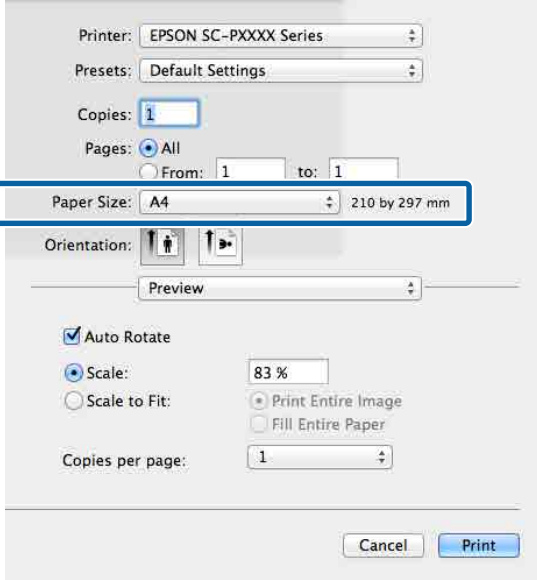 Printer: EPSON SC-PXXXX Series
Presets: Default Settings
Copies: 1
Pages: All
From: 1 to: 1
Paper Size: A4 210 by 297 mm
Orientation:
Preview
Auto Rotate
Scale: 83 %
Scale to Fit: Print Entire Image
Fill Entire Paper
Copies per page: 1
Cancel Print